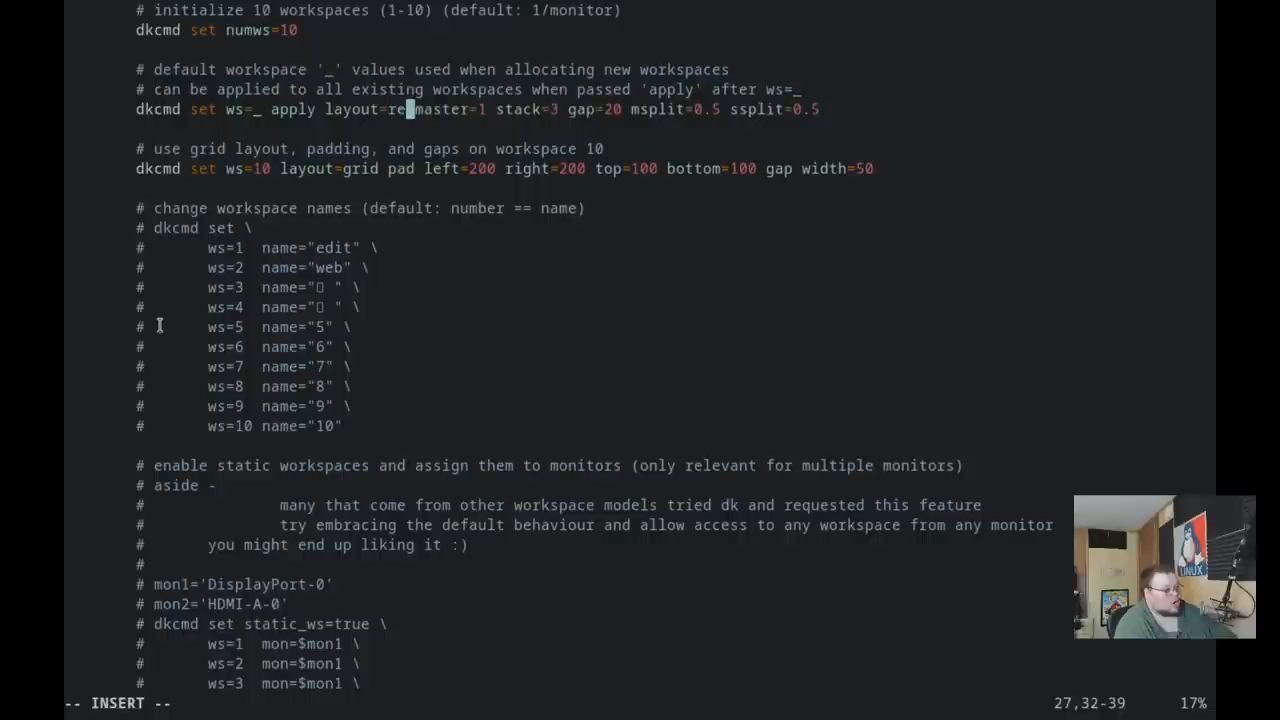 # initialize 10 workspaces (1-10) (default: 1/monitor)
dkcmd set numws=10
# default workspace '_' values used when allocating new workspaces
# can be applied to all existing workspaces when passed 'apply' after ws=_
dkcmd set ws=_ apply layout=re master=1 stack=3 gap=20 msplit=0.5 ssplit=0.5
# use grid layout, padding, and gaps on workspace 10
dkcmd set ws=10 layout=grid pad left=200 right=200 top=100 bottom=100 gap width=50
# change workspace names (default: number == name)
# dkcmd set \
# ws=1 name="edit" \
# ws=2 name="web" \
# ws=3 name="▯ " \
# ws=4 name="▯ " \
# ws=5 name="5" \
# ws=6 name="6" \
# ws=7 name="7" \
# ws=8 name="8" \
# ws=9 name="9" \
# ws=10 name="10"
# enable static workspaces and assign them to monitors (only relevant for multiple monitors)
# aside -
# many that come from other workspace models tried dk and requested this feature
# try embracing the default behaviour and allow access to any workspace from any monitor
# you might end up liking it :)
#
# mon1='DisplayPort-0'
# mon2='HDMI-A-0'
# dkcmd set static_ws=true \
# ws=1 mon=$mon1 \
# ws=2 mon=$mon1 \
# ws=3 mon=$mon1 \
LINUX
-- INSERT -- 27,32-39 17%